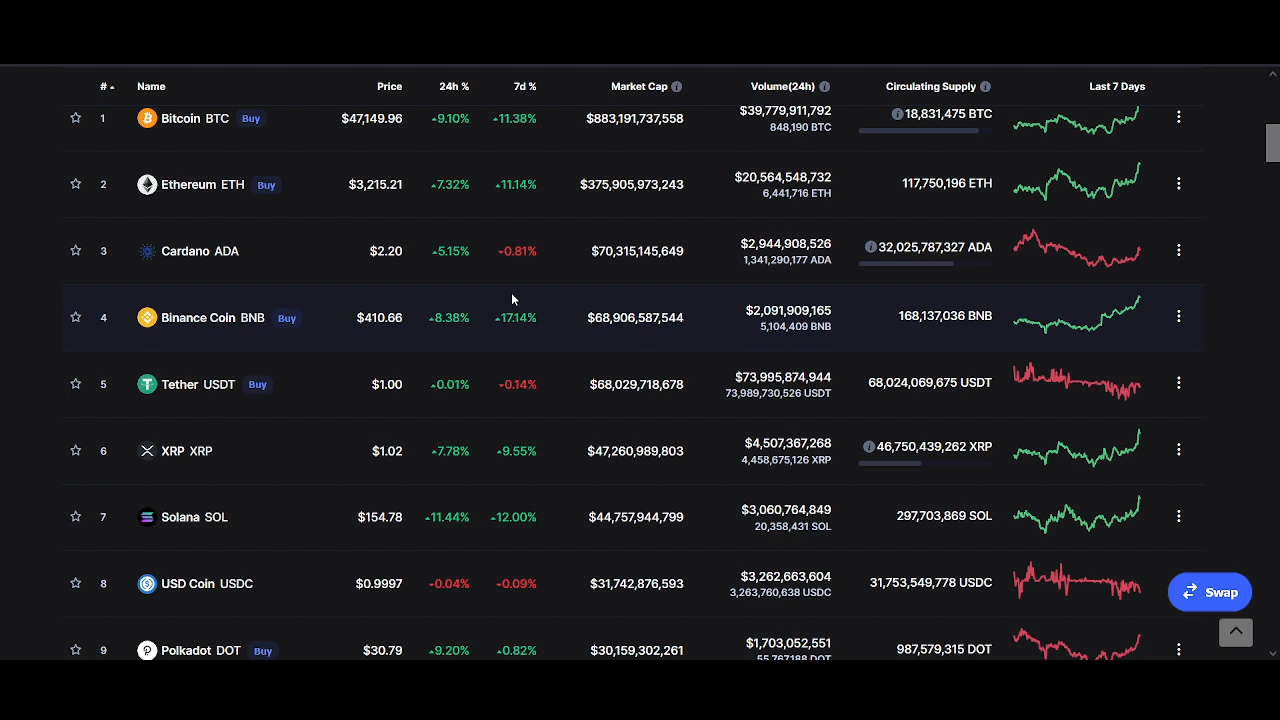 # Name Price 24h % 7d % Market Cap Volume(24h) Circulating Supply Last 7 Days
1 Bitcoin BTC Buy $47,149.96 9.10% 11.38% $883,191,737,558 $39,779,911,792 18,831,475 BTC
848,190 BTC
2 Ethereum ETH Buy $3,215.21 7.32% 11.14% $375,905,973,243 $20,564,548,732 117,750,196 ETH
6,441,716 ETH
3 Cardano ADA $2.20 5.15% 0.81% $70,315,145,649 $2,944,908,526 32,025,787,327 ADA
1,341,290,177 ADA
4 Binance Coin BNB Buy $410.66 8.38% 17.14% $68,906,587,544 $2,091,909,165 168,137,036 BNB
5,104,409 BNB
5 Tether USDT Buy $1.00 0.01% 0.14% $68,029,718,678 $73,995,874,944 68,024,069,675 USDT
73,989,730,526 USDT
6 XRP XRP $1.02 7.78% 9.55% $47,260,989,803 $4,507,367,268 46,750,439,262 XRP
4,458,675,126 XRP
7 Solana SOL $154.78 11.44% 12.00% $44,757,944,799 $3,060,764,849 297,703,869 SOL
20,358,431 SOL
8 USD Coin USDC $0.9997 0.04% 0.09% $31,742,876,593 $3,262,663,604 31,753,549,778 USDC
3,263,760,638 USDC
Swap
9 Polkadot DOT Buy $30.79 9.20% 0.82% $30,159,302,261 $1,703,052,551 987,579,315 DOT
55,767,188 DOT